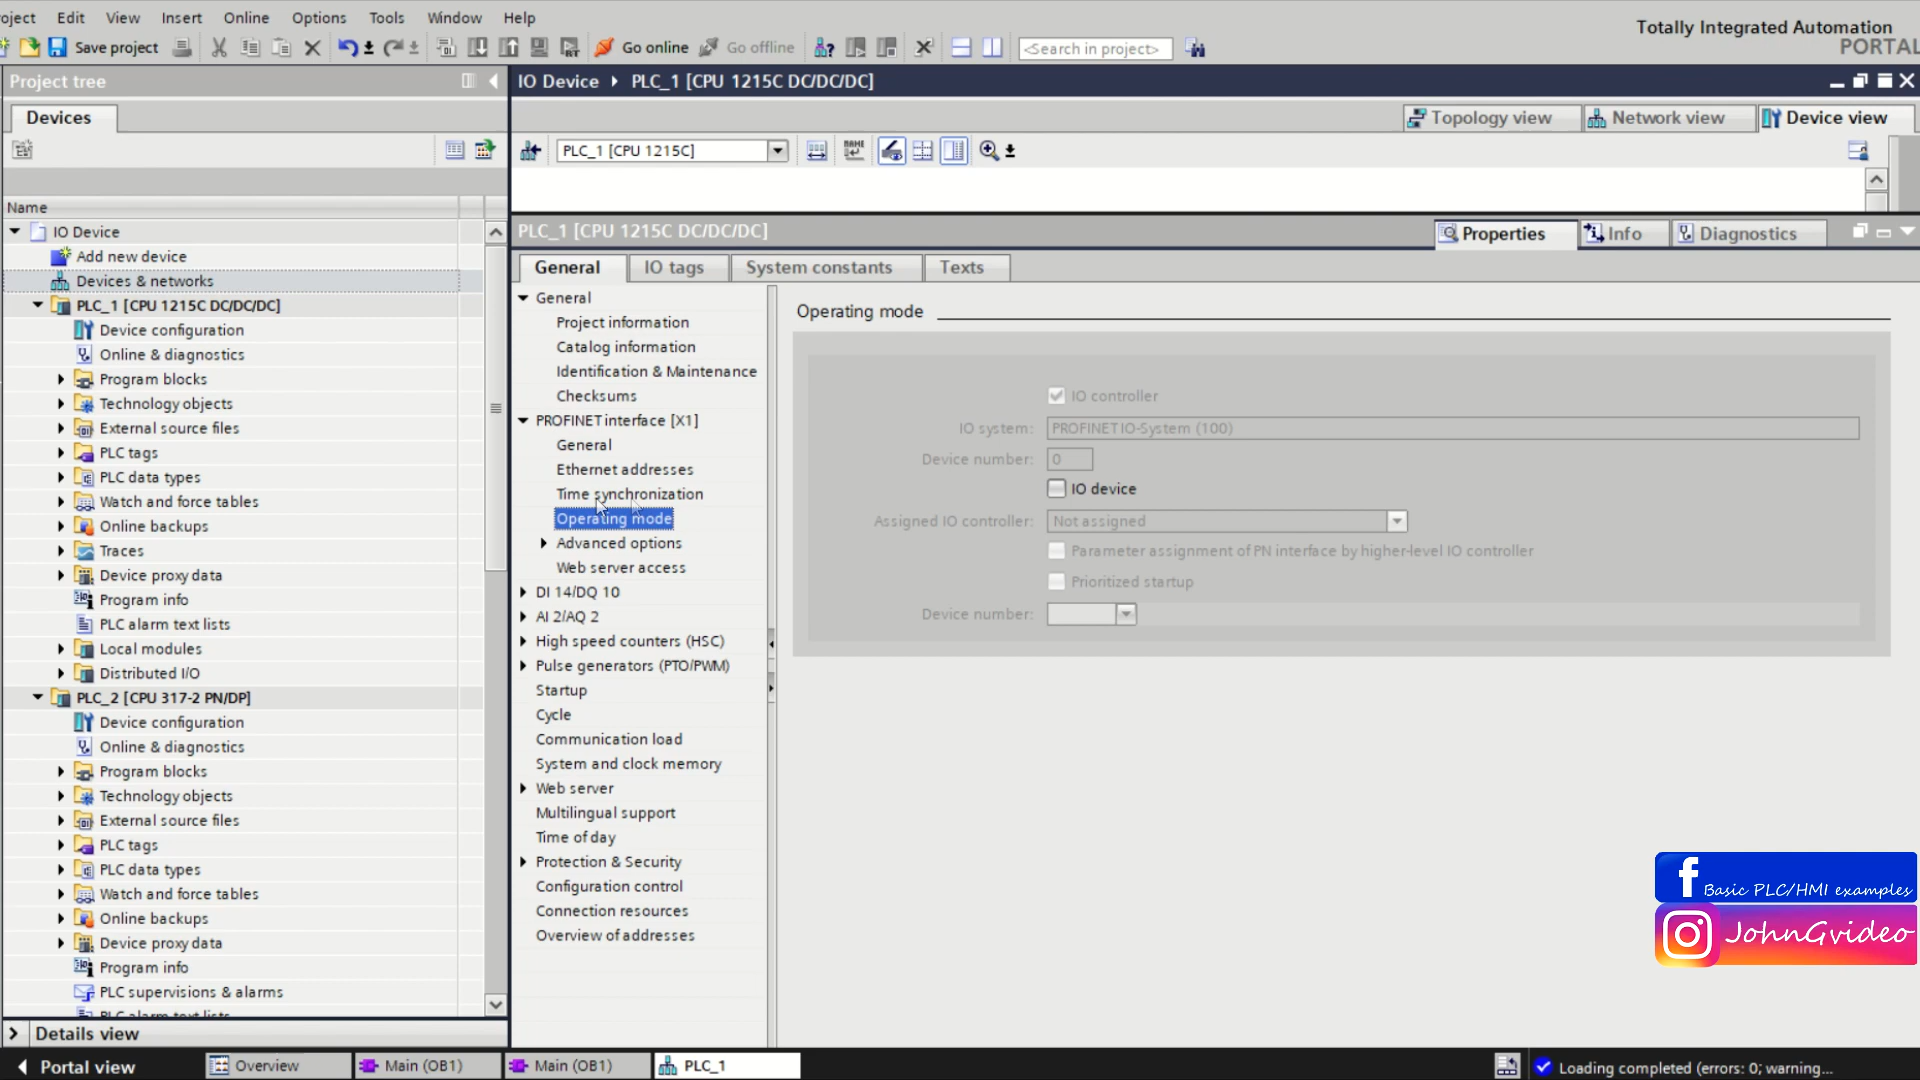 oject Edit View Insert Online Options Tools Window Help
Totally Integrated Automation
PORTAL
Save project Go online Go offline <Search in project>
Project tree
IO Device PLC_1 [CPU 1215C DC/DC/DC]
Devices
Topology view Network view Device view
PLC_1 [CPU 1215C]
Name
IO Device
Add new device
Devices & networks
PLC_1 [CPU 1215C DC/DC/DC]
Device configuration
Online & diagnostics
Program blocks
Technology objects
External source files
PLC tags
PLC data types
Watch and force tables
Online backups
Traces
Device proxy data
Program info
PLC alarm text lists
Local modules
Distributed I/O
PLC_2 [CPU 317-2 PN/DP]
Device configuration
Online & diagnostics
Program blocks
Technology objects
External source files
PLC tags
PLC data types
Watch and force tables
Online backups
Device proxy data
Program info
PLC supervisions & alarms
PLC alarm text lists
Details view
PLC_1 [CPU 1215C DC/DC/DC]
Properties Info Diagnostics
General IO tags System constants Texts
General
Project information
Catalog information
Identification & Maintenance
Checksums
PROFINET interface [X1]
General
Ethernet addresses
Time synchronization
Operating mode
Advanced options
Web server access
DI 14/DQ 10
AI 2/AQ 2
High speed counters (HSC)
Pulse generators (PTO/PWM)
Startup
Cycle
Communication load
System and clock memory
Web server
Multilingual support
Time of day
Protection & Security
Configuration control
Connection resources
Overview of addresses
Operating mode
IO controller
IO system: PROFINET IO-System (100)
Device number: 0
IO device
Assigned IO controller: Not assigned
Parameter assignment of PN interface by higher-level IO controller
Prioritized startup
Device number:
f Basic PLC/HMI examples
JohnGvideo
Portal view Overview Main (OB1) Main (OB1) PLC_1
Loading completed (errors: 0; warning...